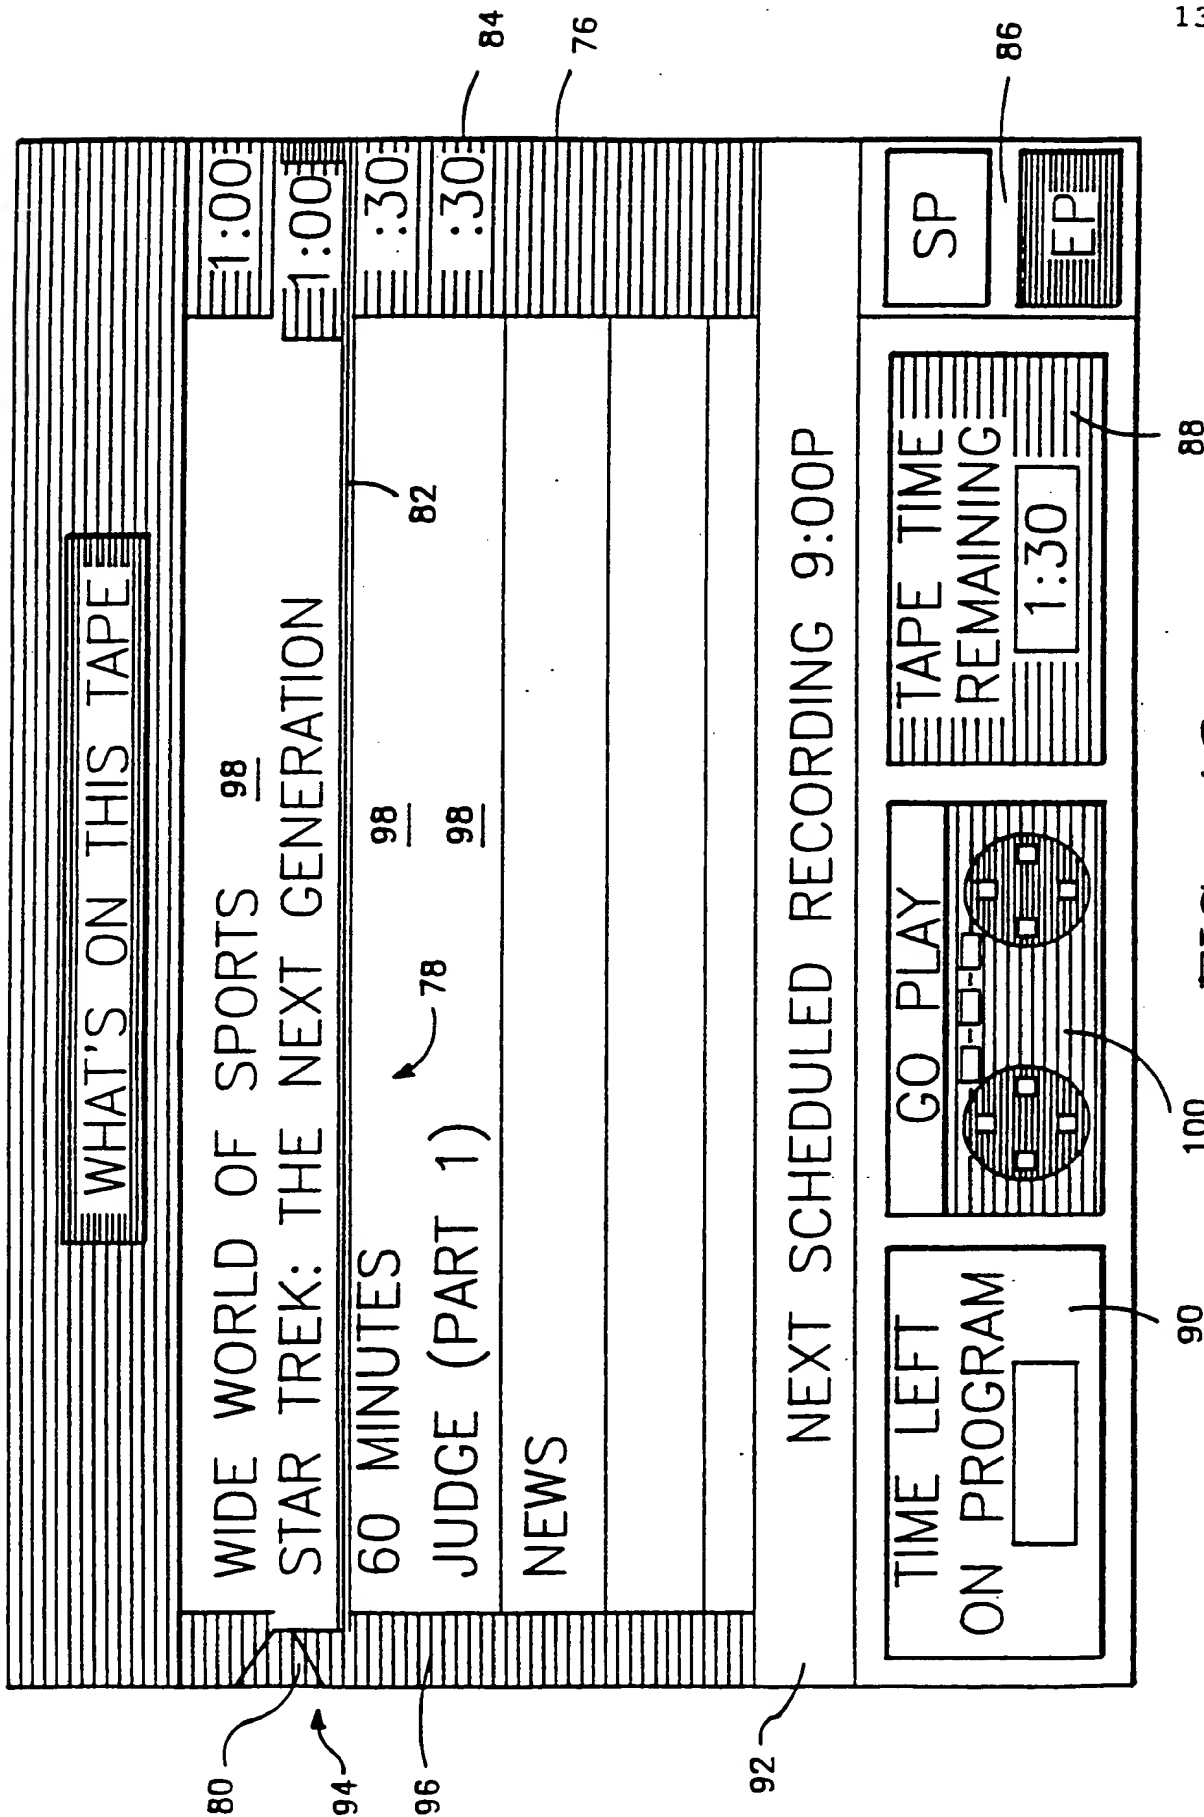 WHAT'S ON THIS TAPE
WIDE WORLD OF SPORTS 98 1:00
STAR TREK: THE NEXT GENERATION 1:00
82
60 MINUTES 98 :30
JUDGE (PART 1) 98 :30
78
NEWS
NEXT SCHEDULED RECORDING 9:00P
TIME LEFT
ON PROGRAM
GO PLAY
TAPE TIME
REMAINING
1:30
SP
EP
80
94
96
92
84
76
86
90
100
88